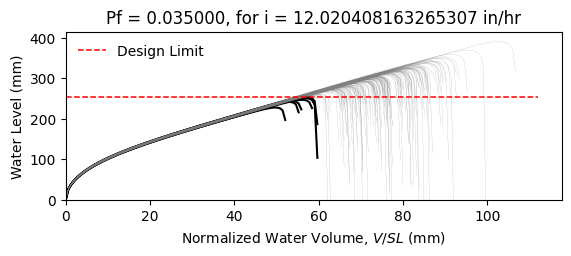 Pf = 0.035000, for i = 12.020408163265307 in/hr
Design Limit
Water Level (mm)
400
300
200
100
0
0 20 40 60 80 100
Normalized Water Volume, V/SL (mm)